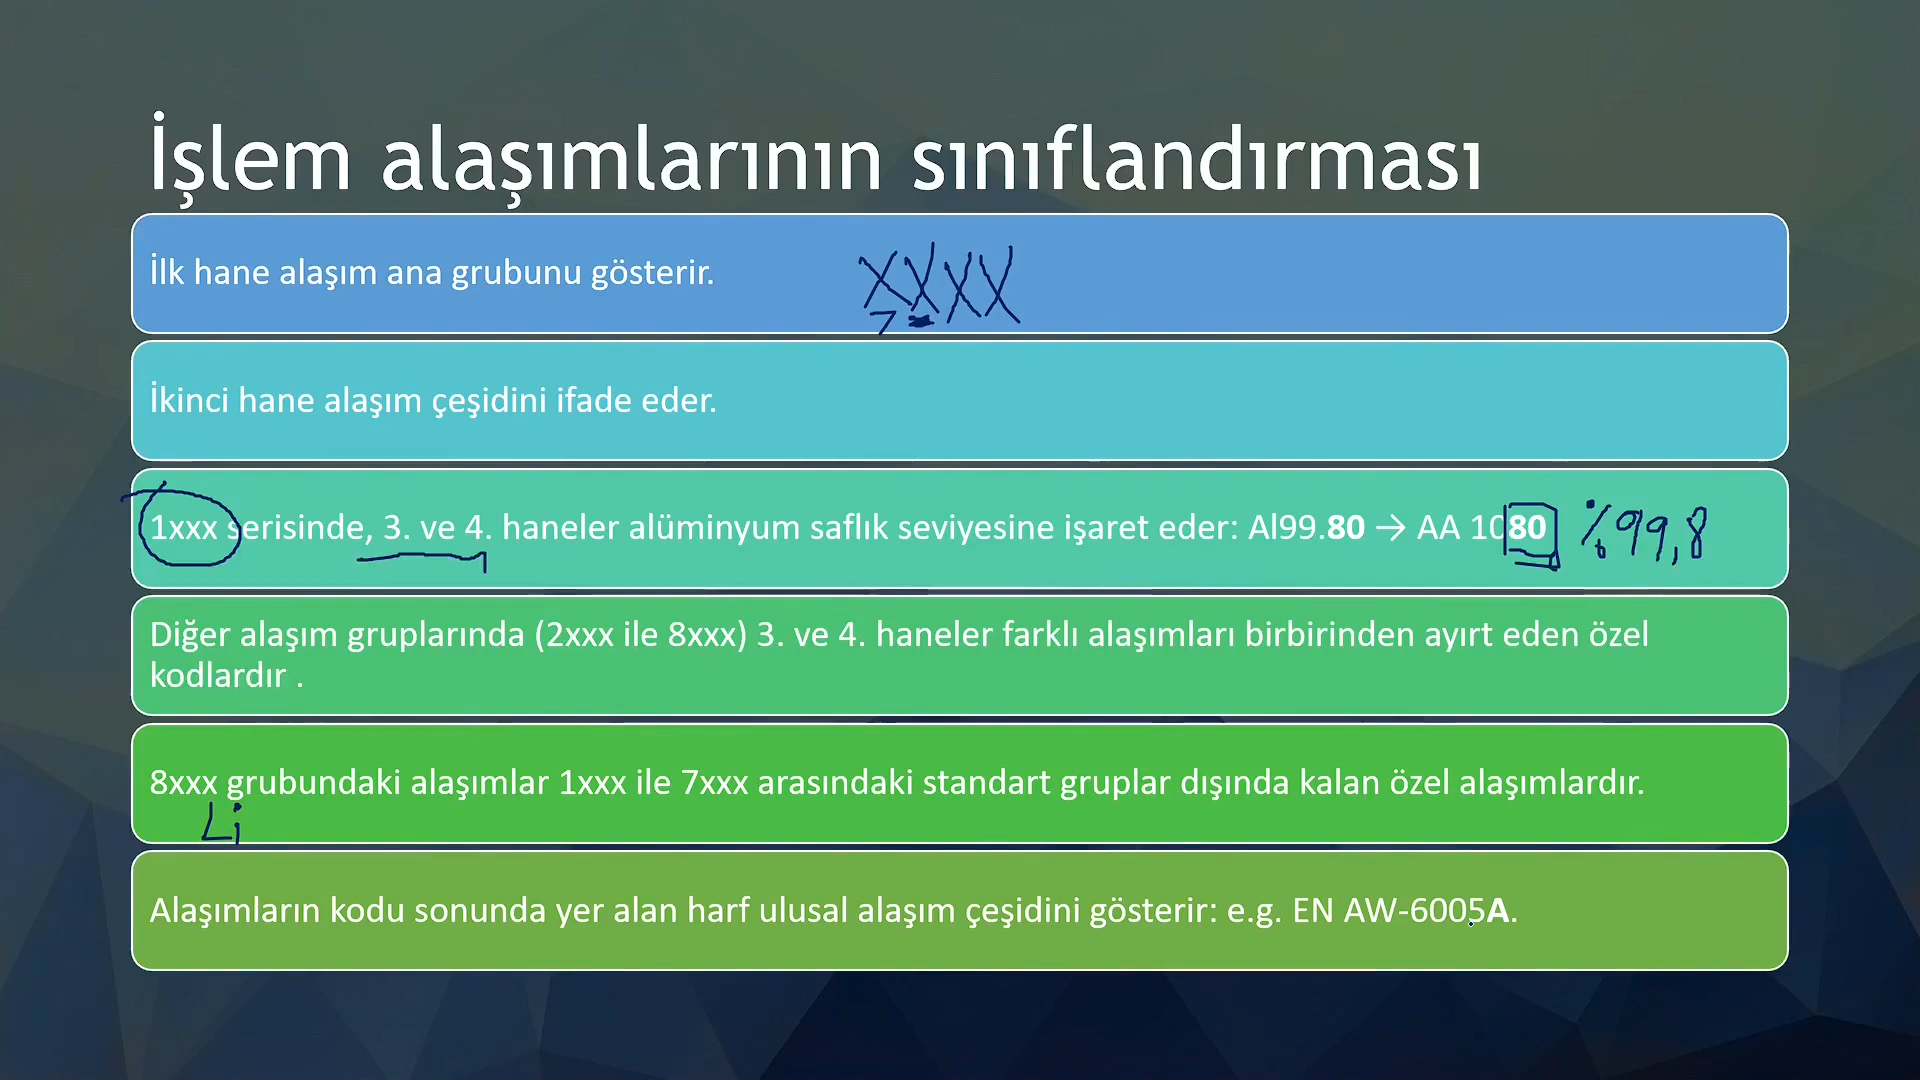 İşlem alaşımlarının sınıflandırması
İlk hane alaşım ana grubunu gösterir.
XXXX
7
İkinci hane alaşım çeşidini ifade eder.
1xxx serisinde, 3. ve 4. haneler alüminyum saflık seviyesine işaret eder: Al99.80 → AA 1080 %99,8
Diğer alaşım gruplarında (2xxx ile 8xxx) 3. ve 4. haneler farklı alaşımları birbirinden ayırt eden özel
kodlardır .
8xxx grubundaki alaşımlar 1xxx ile 7xxx arasındaki standart gruplar dışında kalan özel alaşımlardır.
Li
Alaşımların kodu sonunda yer alan harf ulusal alaşım çeşidini gösterir: e.g. EN AW-6005A.